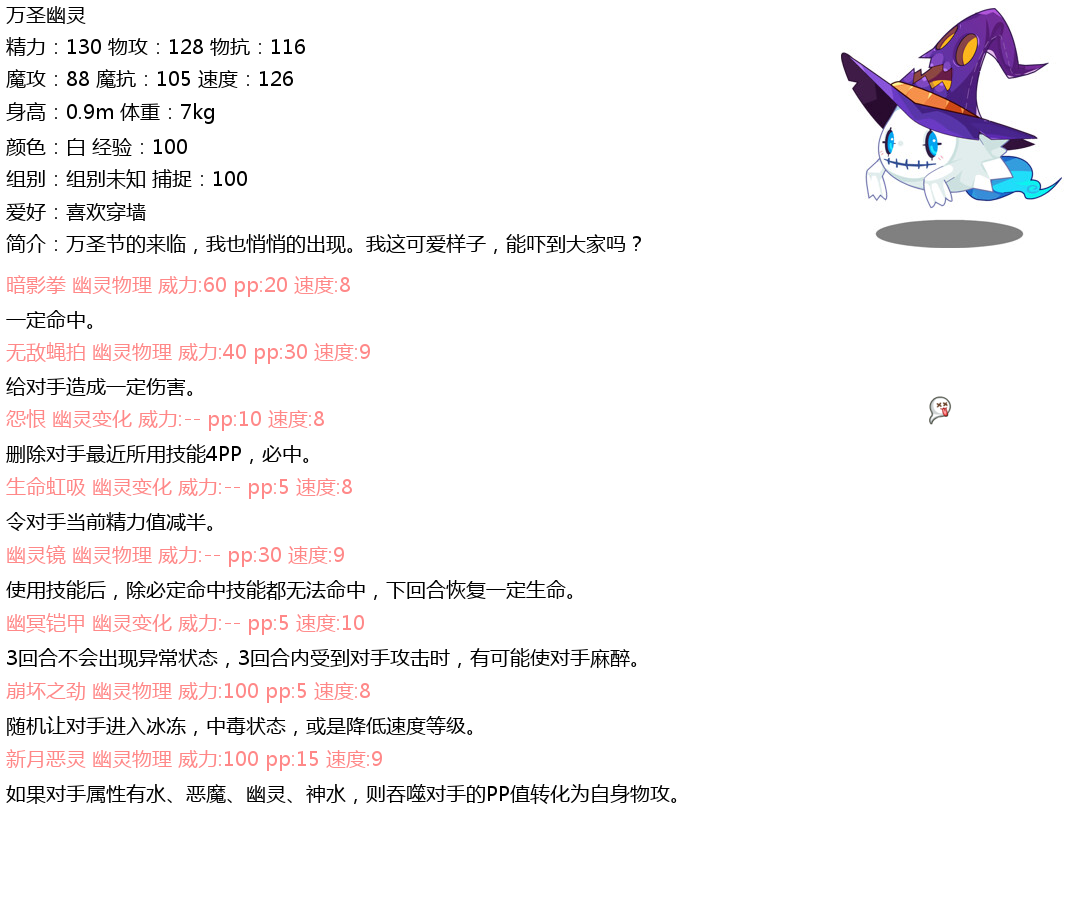 万圣幽灵
精力：130 物攻：128 物抗：116
魔攻：88 魔抗：105 速度：126
身高：0.9m 体重：7kg
颜色：白 经验：100
组别：组别未知 捕捉：100
爱好：喜欢穿墙
简介：万圣节的来临，我也悄悄的出现。我这可爱样子，能吓到大家吗？
暗影拳 幽灵物理 威力:60 pp:20 速度:8
一定命中。
无敌蝇拍 幽灵物理 威力:40 pp:30 速度:9
给对手造成一定伤害。
怨恨 幽灵变化 威力:-- pp:10 速度:8
删除对手最近所用技能4PP，必中。
生命虹吸 幽灵变化 威力:-- pp:5 速度:8
令对手当前精力值减半。
幽灵镜 幽灵物理 威力:-- pp:30 速度:9
使用技能后，除必定命中技能都无法命中，下回合恢复一定生命。
幽冥铠甲 幽灵变化 威力:-- pp:5 速度:10
3回合不会出现异常状态，3回合内受到对手攻击时，有可能使对手麻醉。
崩坏之劲 幽灵物理 威力:100 pp:5 速度:8
随机让对手进入冰冻，中毒状态，或是降低速度等级。
新月恶灵 幽灵物理 威力:100 pp:15 速度:9
如果对手属性有水、恶魔、幽灵、神水，则吞噬对手的PP值转化为自身物攻。